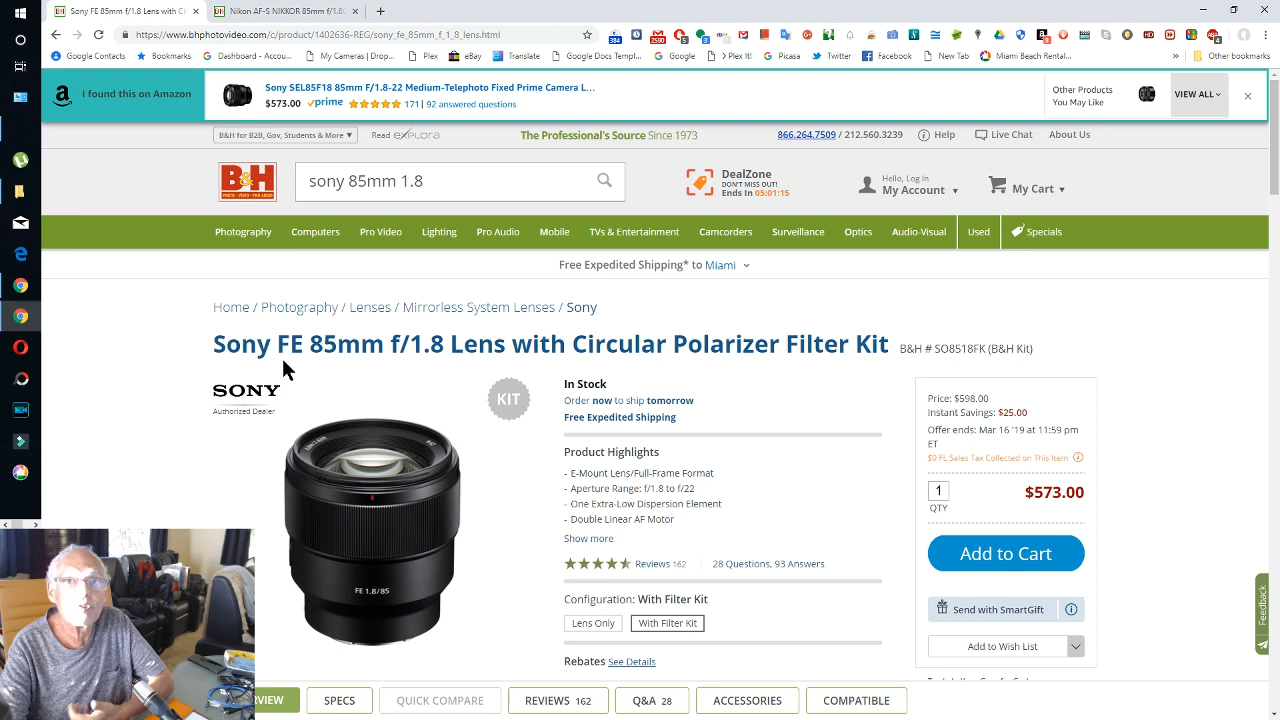 Sony FE 85mm f/1.8 Lens with Ci
Nikon AF-S NIKKOR 85mm f/1.8G
https://www.bhphotovideo.com/c/product/1402636-REG/sony_fe_85mm_f_1_8_lens.html
Google Contacts
Bookmarks
Dashboard - Accou...
My Cameras | Drop...
Plex
eBay
Translate
Google Docs Templ...
Google
Plex It!
Picasa
Twitter
Facebook
New Tab
Miami Beach Rental...
Other bookmarks
I found this on Amazon
Sony SEL85F18 85mm F/1.8-22 Medium-Telephoto Fixed Prime Camera L...
$573.00 prime 171 | 92 answered questions
Other Products
You May Like
VIEW ALL
B&H for B2B, Gov, Students & More
Read EXPLORA
The Professional's Source Since 1973
866.264.7509 / 212.560.3239
Help
Live Chat
About Us
B&H
PHOTO - VIDEO - PRO AUDIO
sony 85mm 1.8
DealZone
DON'T MISS OUT!
Ends In 05:01:15
Hello, Log In
My Account
My Cart
Photography
Computers
Pro Video
Lighting
Pro Audio
Mobile
TVs & Entertainment
Camcorders
Surveillance
Optics
Audio-Visual
Used
Specials
Free Expedited Shipping* to Miami
Home / Photography / Lenses / Mirrorless System Lenses / Sony
Sony FE 85mm f/1.8 Lens with Circular Polarizer Filter Kit B&H # SO8518FK (B&H Kit)
SONY
Authorized Dealer
KIT
FE 1.8/85
In Stock
Order now to ship tomorrow
Free Expedited Shipping
Product Highlights
- E-Mount Lens/Full-Frame Format
- Aperture Range: f/1.8 to f/22
- One Extra-Low Dispersion Element
- Double Linear AF Motor
Show more
Reviews 162
28 Questions, 93 Answers
Configuration: With Filter Kit
Lens Only
With Filter Kit
Rebates See Details
Price: $598.00
Instant Savings: $25.00
Offer ends: Mar 16 '19 at 11:59 pm
ET
$0 FL Sales Tax Collected on This Item
1
QTY
$573.00
Add to Cart
Send with SmartGift
Add to Wish List
Feedback
VIEW
SPECS
QUICK COMPARE
REVIEWS 162
Q&A 28
ACCESSORIES
COMPATIBLE